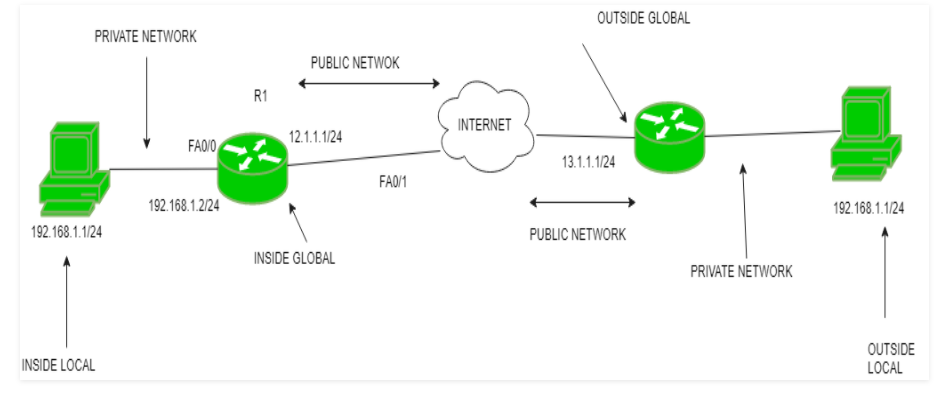 OUTSIDE GLOBAL
PRIVATE NETWORK
PUBLIC NETWOK
R1
INTERNET
12.1.1.1/24
FA0/0
13.1.1.1/24
FA0/1
192.168.1.2/24
192.168.1.1/24
192.168.1.1/24
PUBLIC NETWORK
INSIDE GLOBAL
PRIVATE NETWORK
OUTSIDE
LOCAL
INSIDE LOCAL